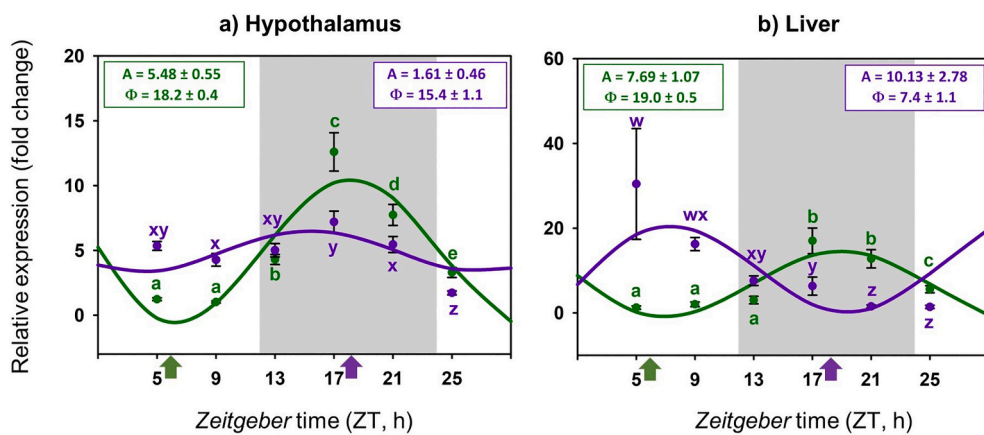 a) Hypothalamus
b) Liver
Relative expression (fold change)
20
15
10
5
0
A = 5.48 ± 0.55
Φ = 18.2 ± 0.4
A = 1.61 ± 0.46
Φ = 15.4 ± 1.1
c
d
xy
x
xy
y
x
e
a
a
b
z
5
9
13
17
21
25
Zeitgeber time (ZT, h)
60
40
20
0
A = 7.69 ± 1.07
Φ = 19.0 ± 0.5
A = 10.13 ± 2.78
Φ = 7.4 ± 1.1
w
wx
b
b
xy
y
c
a
a
z
a
z
5
9
13
17
21
25
Zeitgeber time (ZT, h)